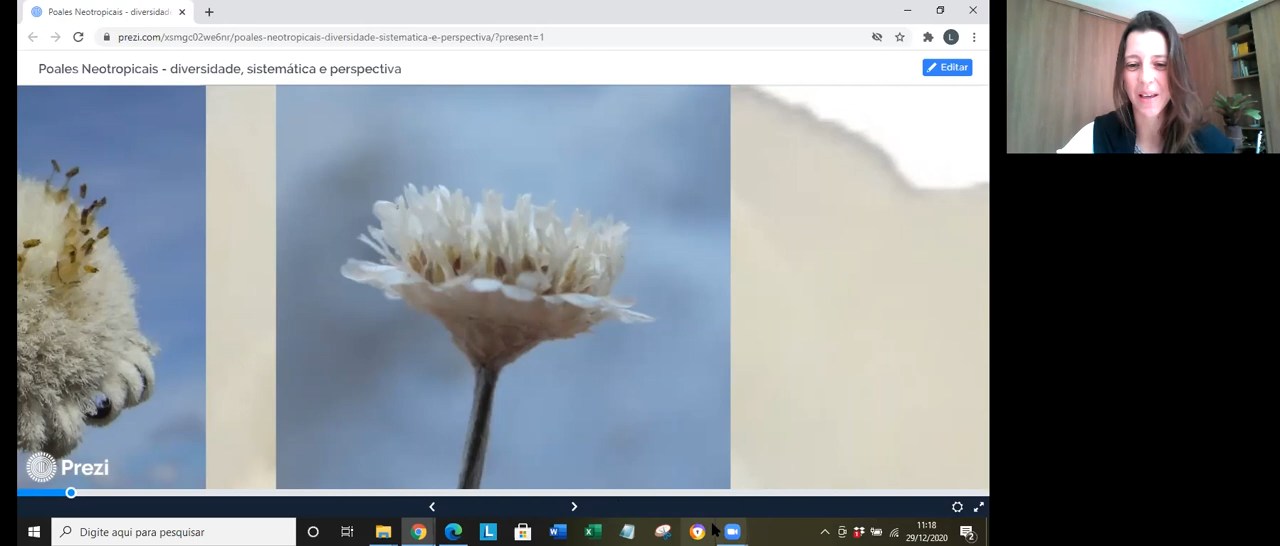 Poales Neotropicais - diversidade
prezi.com/xsmgc02we6nr/poales-neotropicais-diversidade-sistematica-e-perspectiva/?present=1
L
Poales Neotropicais - diversidade, sistemática e perspectiva
Editar
Prezi
Digite aqui para pesquisar
L
11:18
29/12/2020
2